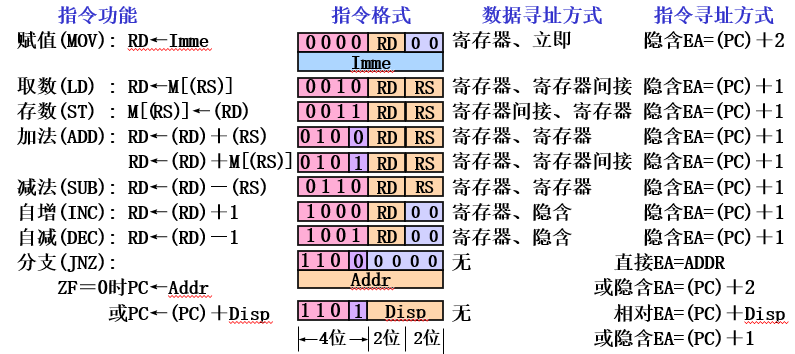 指令功能 指令格式 数据寻址方式 指令寻址方式
赋值(MOV): RD←Imme 0000 RD 00 寄存器、立即 隐含EA=(PC)+2
Imme
取数(LD): RD←M[(RS)] 0010 RD RS 寄存器、寄存器间接 隐含EA=(PC)+1
存数(ST): M[(RS)]←(RD) 0011 RD RS 寄存器间接、寄存器 隐含EA=(PC)+1
加法(ADD): RD←(RD)+(RS) 010 0 RD RS 寄存器、寄存器 隐含EA=(PC)+1
RD←(RD)+M[(RS)] 010 1 RD RS 寄存器、寄存器间接 隐含EA=(PC)+1
减法(SUB): RD←(RD)-(RS) 0110 RD RS 寄存器、寄存器 隐含EA=(PC)+1
自增(INC): RD←(RD)+1 1000 RD 00 寄存器、隐含 隐含EA=(PC)+1
自减(DEC): RD←(RD)-1 1001 RD 00 寄存器、隐含 隐含EA=(PC)+1
分支(JNZ): 110 0 0000 无 直接EA=ADDR
ZF=0时PC←Addr Addr 或隐含EA=(PC)+2
或PC←(PC)+Disp 110 1 Disp 无 相对EA=(PC)+Disp
4位 2位 2位 或隐含EA=(PC)+1